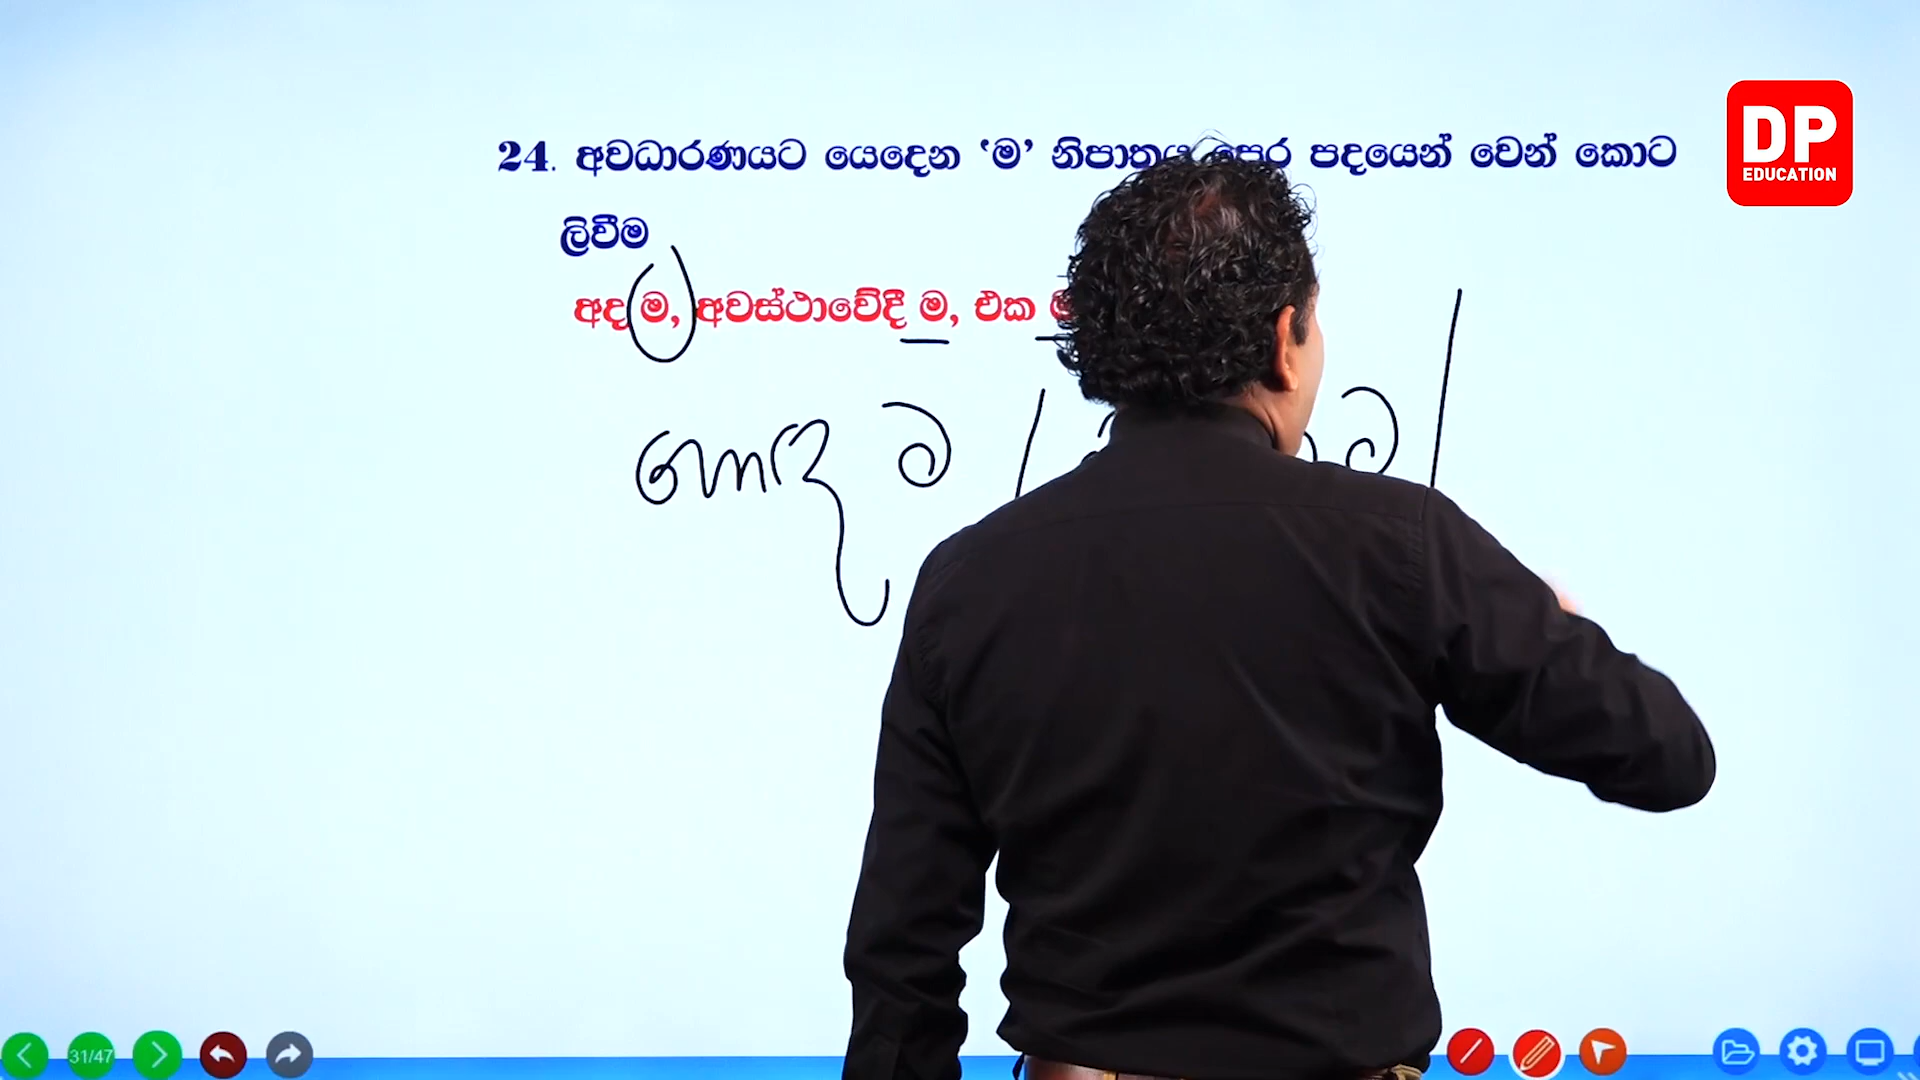 24. අවධාරණයට යෙදෙන ‘ම’ නිපාතය පෙර පදයෙන් වෙන් කොට
ලිවීම
අද ම, අවස්ථාවේදී ම, එක
හොඳ ම /
DP
EDUCATION
31/47